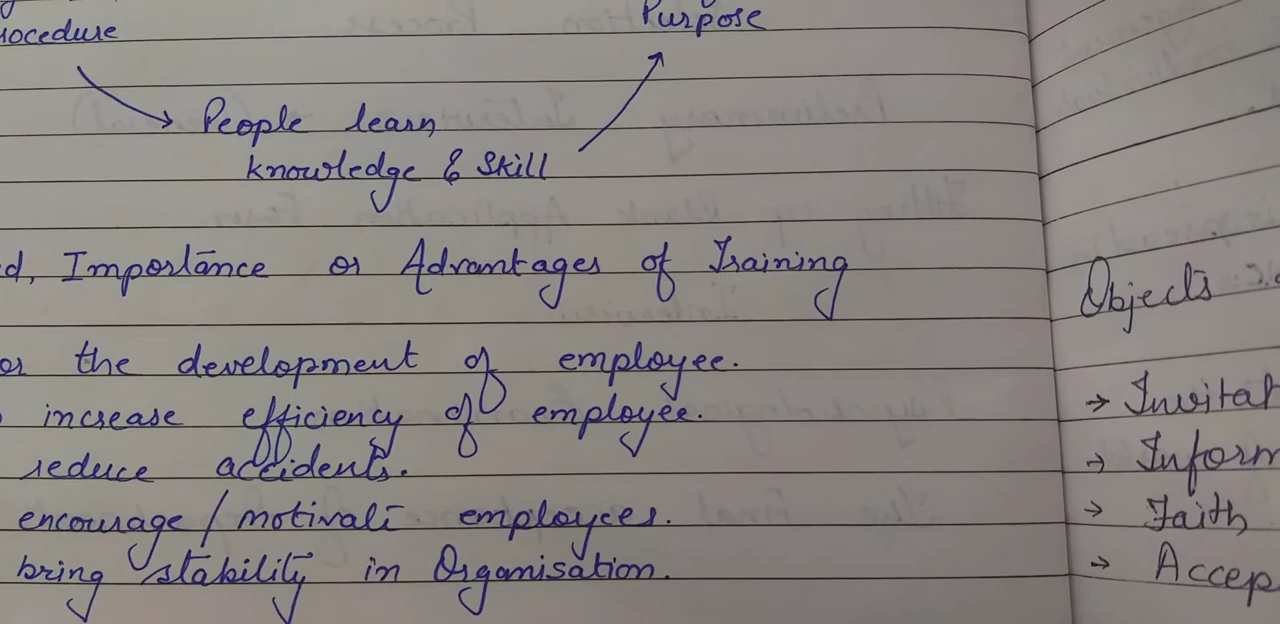 rocedure Purpose
People learn
knowledge & skill
d, Importance or Advantages of Training
or the development of employee.
increase efficiency of employee.
reduce accidents.
encourage / motivate employees.
bring stability in Organisation.
Objects
→ Invitat
→ Inform
→ Faith
→ Accep